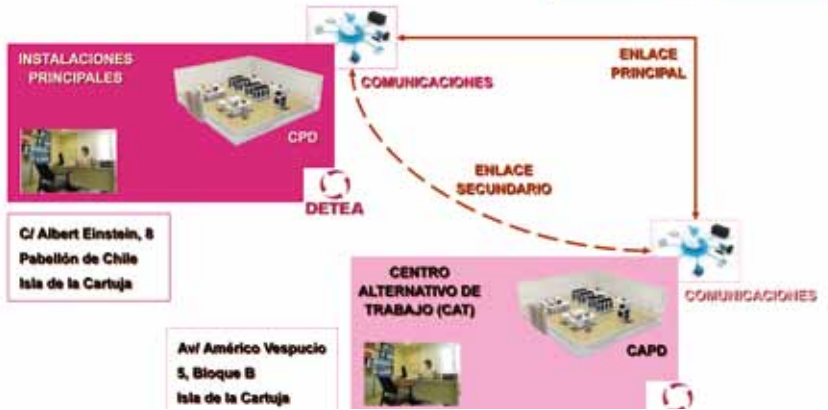 INSTALACIONES
PRINCIPALES
CPD
DETEA
COMUNICACIONES
ENLACE
PRINCIPAL
ENLACE
SECUNDARIO
C/ Albert Einstein, 8
Pabellón de Chile
Isla de la Cartuja
CENTRO
ALTERNATIVO DE
TRABAJO (CAT)
CAPD
COMUNICACIONES
Av/ Américo Vespucio
5, Bloque B
Isla de la Cartuja